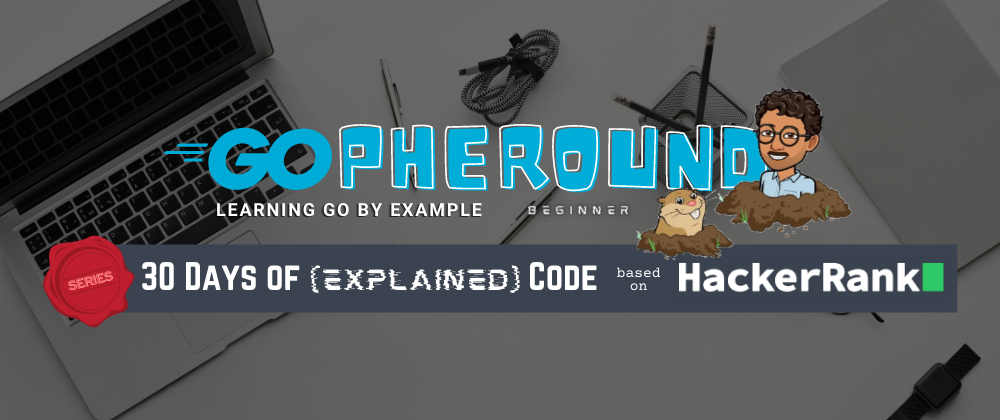 GOPHEROUND
LEARNING GO BY EXAMPLE BEGINNER
SERIES
30 DAYS OF {EXPLAINED} CODE based on HackerRank